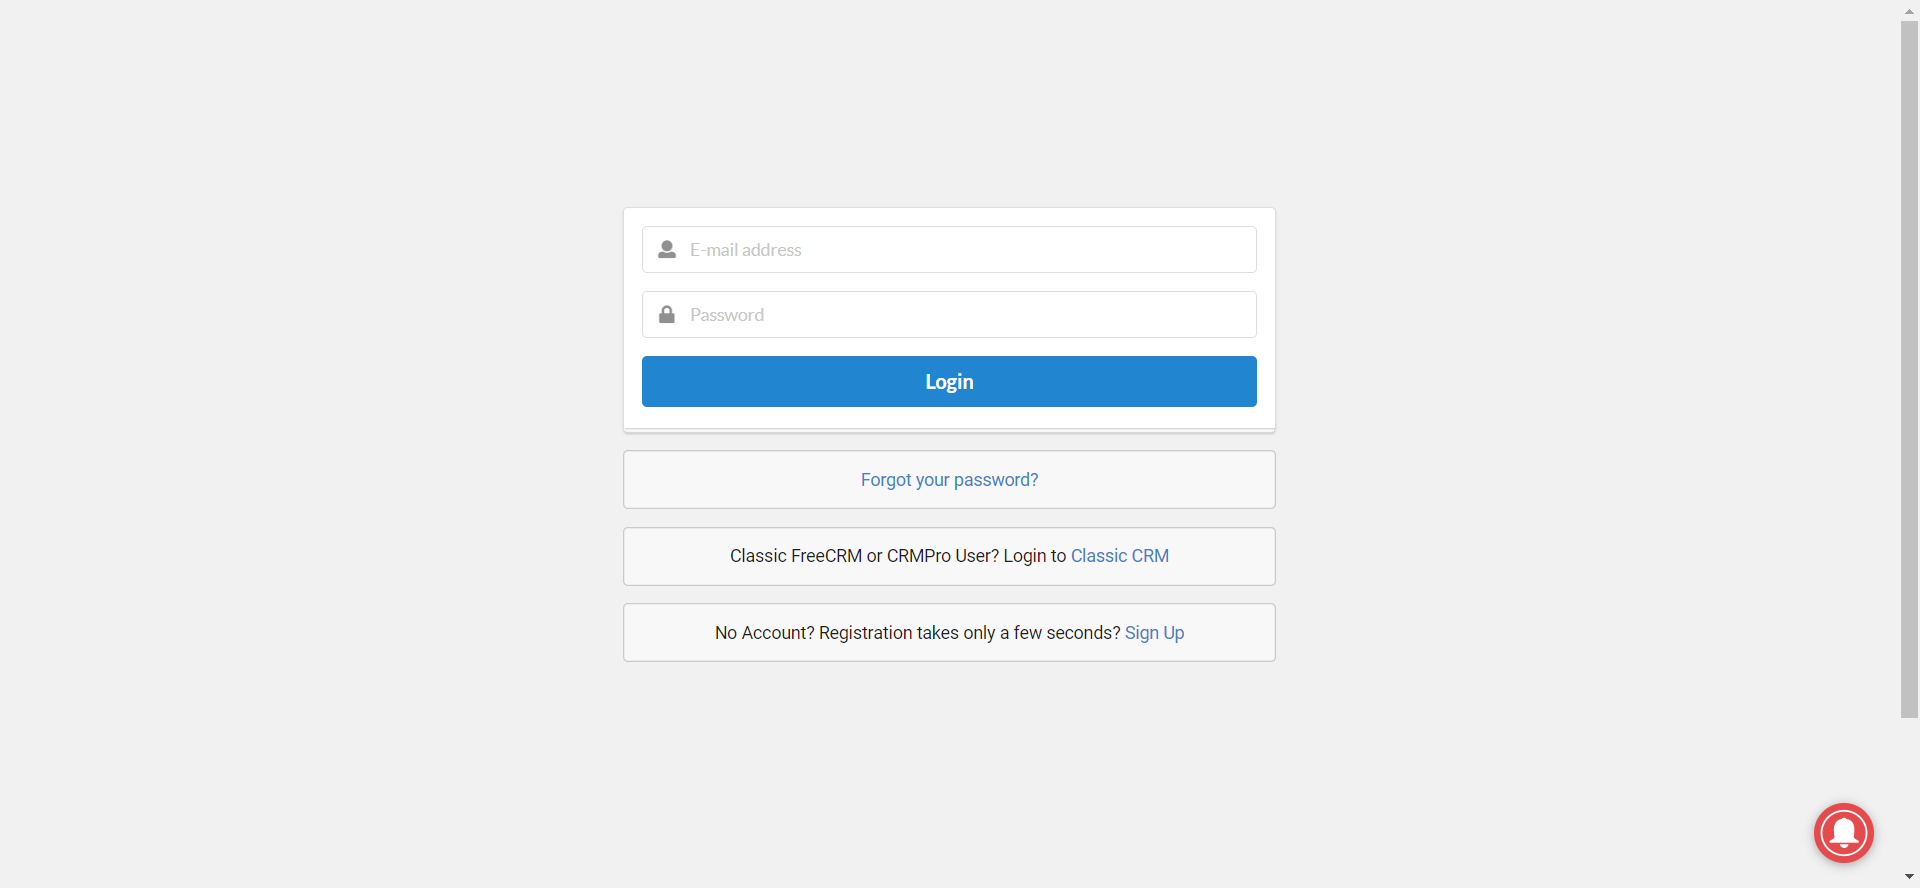 E-mail address
Password
Login
Forgot your password?
Classic FreeCRM or CRMPro User? Login to Classic CRM
No Account? Registration takes only a few seconds? Sign Up